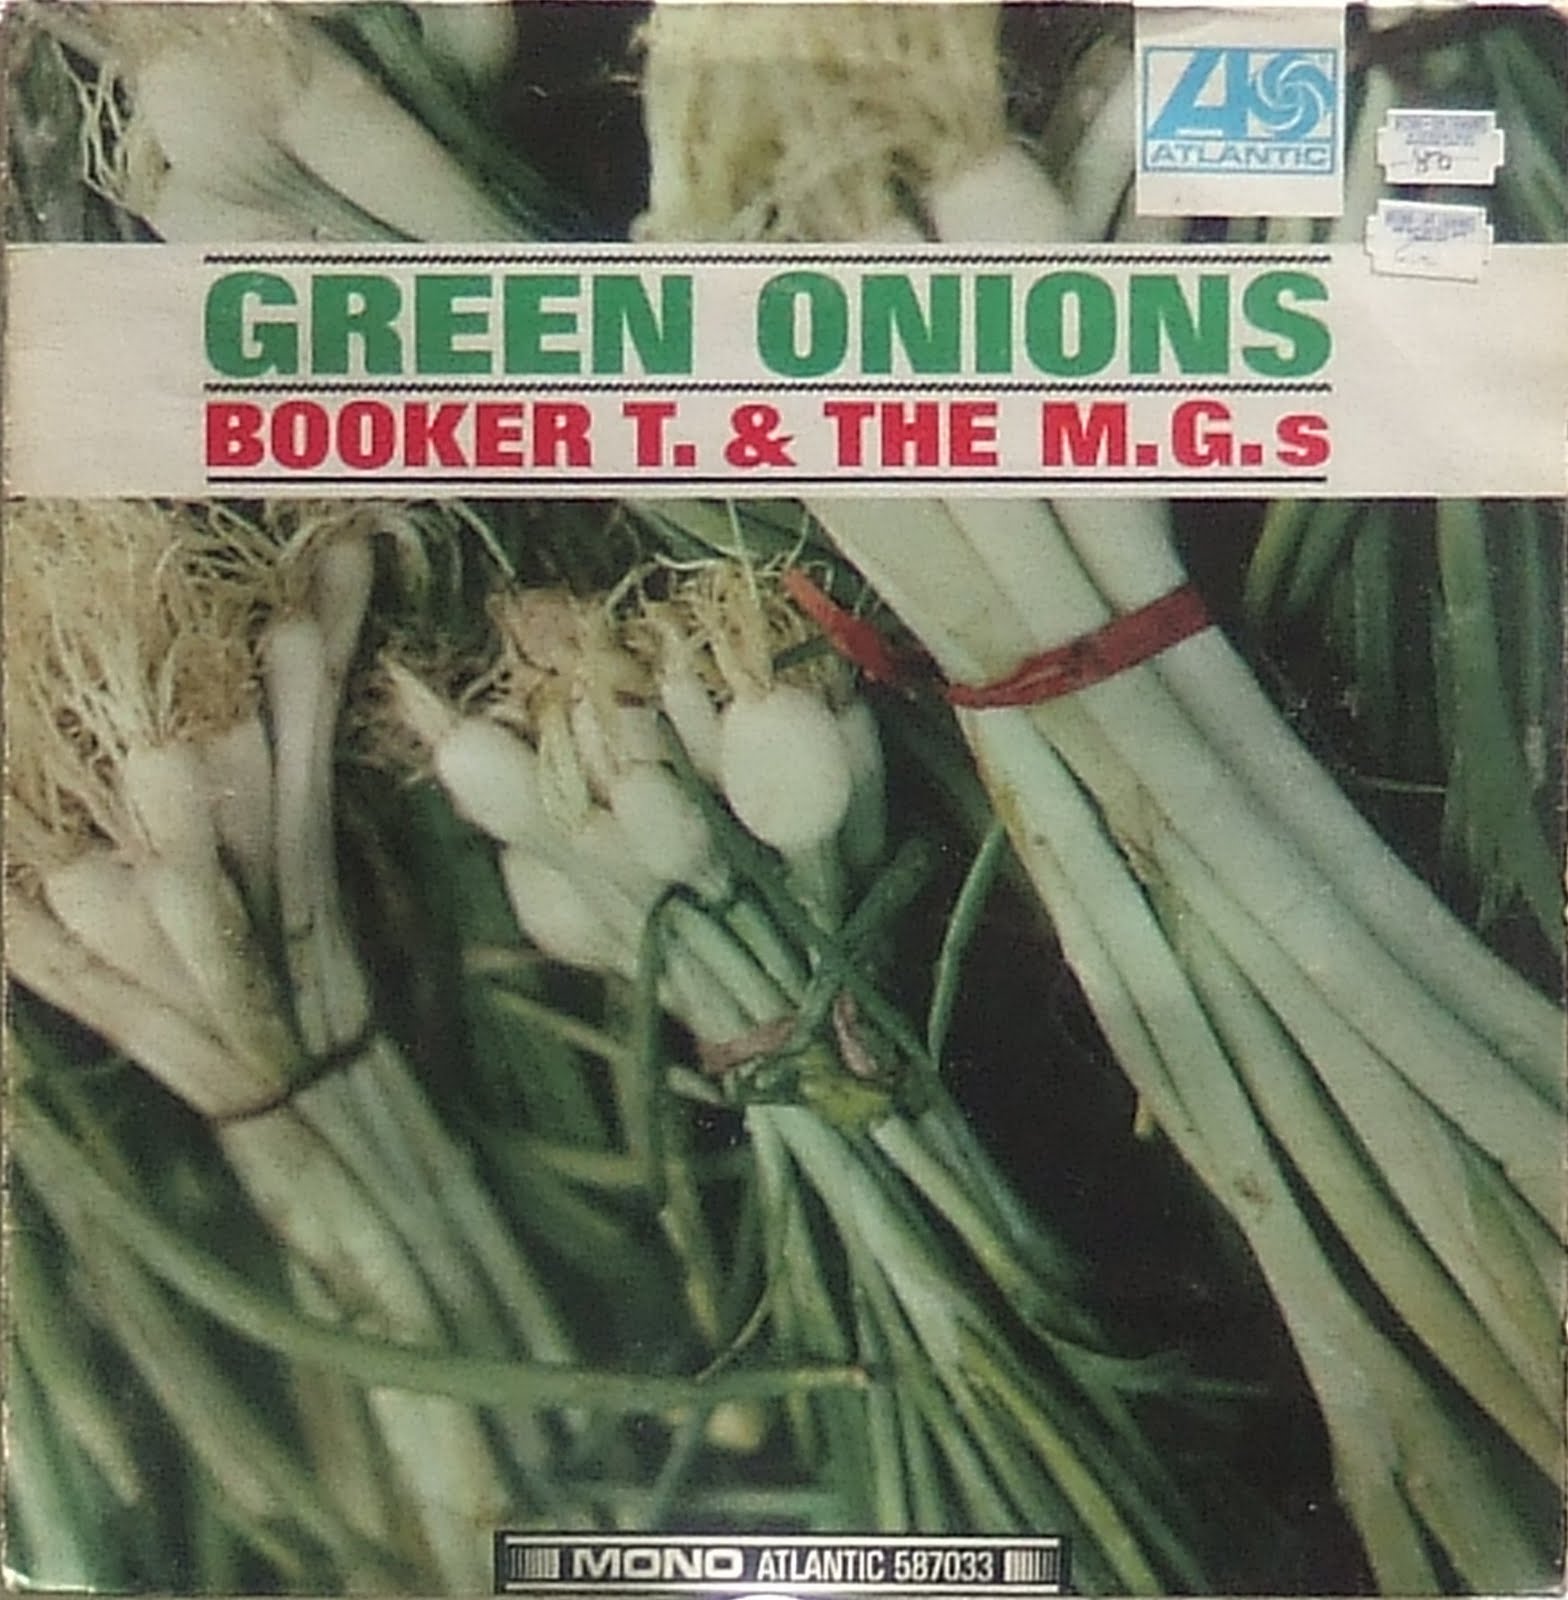 ATLANTIC
GREEN ONIONS
BOOKER T. & THE M.G.s
MONO ATLANTIC 587033